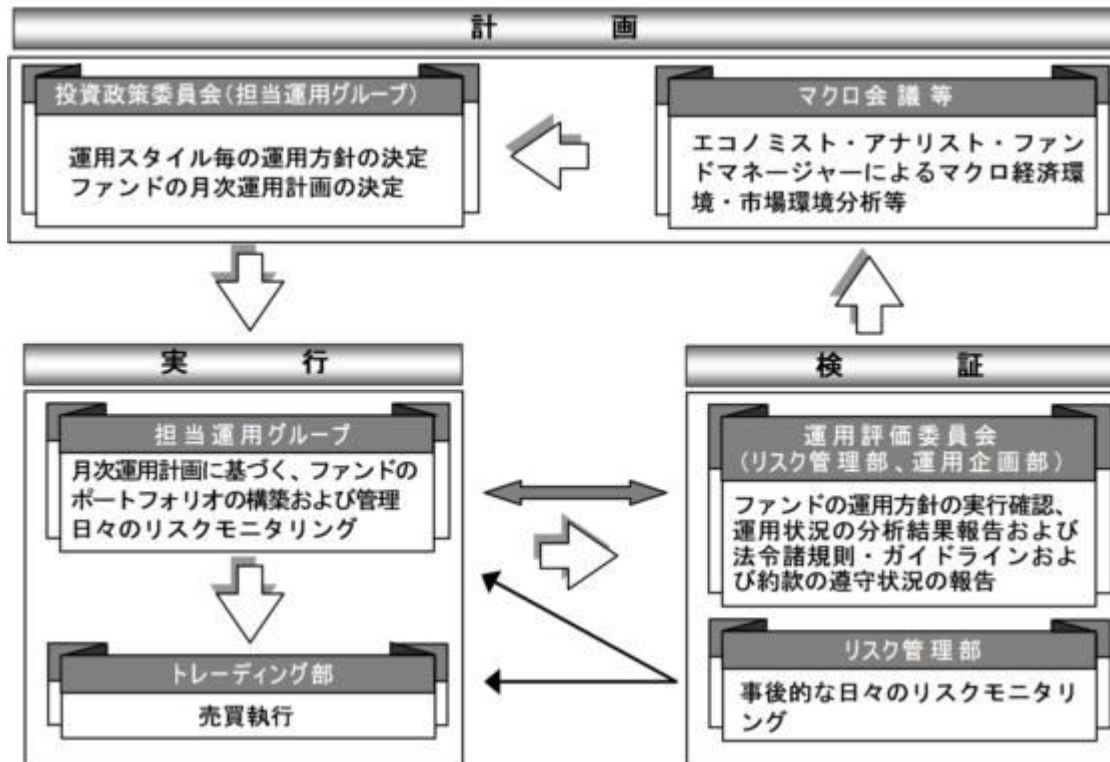 計画
投資政策委員会(担当運用グループ)
運用スタイル毎の運用方針の決定
ファンドの月次運用計画の決定
マクロ会議等
エコノミスト・アナリスト・ファン
ドマネージャーによるマクロ経済環
境・市場環境分析等
実行
担当運用グループ
月次運用計画に基づく、ファンドの
ポートフォリオの構築および管理
日々のリスクモニタリング
トレーディング部
売買執行
検証
運用評価委員会
(リスク管理部、運用企画部)
ファンドの運用方針の実行確認、
運用状況の分析結果報告および
法令諸規則・ガイドラインおよ
び約款の遵守状況の報告
リスク管理部
事後的な日々のリスクモニタリ
ング